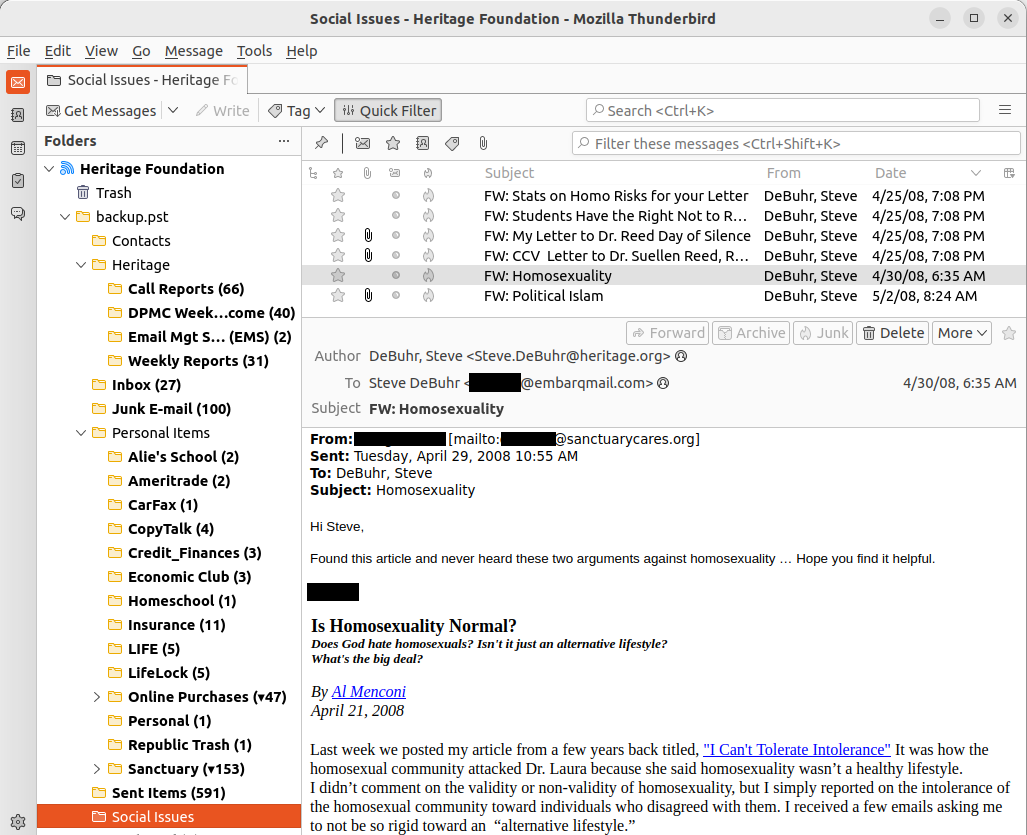 Social Issues - Heritage Foundation - Mozilla Thunderbird
File Edit View Go Message Tools Help
Social Issues - Heritage Fo
Get Messages Write Tag Quick Filter Search <Ctrl+K>
Folders
Filter these messages <Ctrl+Shift+K>
Heritage Foundation
Trash
backup.pst
Contacts
Heritage
Call Reports (66)
DPMC Week...come (40)
Email Mgt S... (EMS) (2)
Weekly Reports (31)
Inbox (27)
Junk E-mail (100)
Personal Items
Alie's School (2)
Ameritrade (2)
CarFax (1)
CopyTalk (4)
Credit_Finances (3)
Economic Club (3)
Homeschool (1)
Insurance (11)
LIFE (5)
LifeLock (5)
Online Purchases (▾47)
Personal (1)
Republic Trash (1)
Sanctuary (▾153)
Sent Items (591)
Social Issues
Subject From Date
FW: Stats on Homo Risks for your Letter DeBuhr, Steve 4/25/08, 7:08 PM
FW: Students Have the Right Not to R... DeBuhr, Steve 4/25/08, 7:08 PM
FW: My Letter to Dr. Reed Day of Silence DeBuhr, Steve 4/25/08, 7:08 PM
FW: CCV Letter to Dr. Suellen Reed, R... DeBuhr, Steve 4/25/08, 7:08 PM
FW: Homosexuality DeBuhr, Steve 4/30/08, 6:35 AM
FW: Political Islam DeBuhr, Steve 5/2/08, 8:24 AM
Forward Archive Junk Delete More
Author DeBuhr, Steve <Steve.DeBuhr@heritage.org>
To Steve DeBuhr < @embarqmail.com> 4/30/08, 6:35 AM
Subject FW: Homosexuality
From: [mailto: @sanctuarycares.org]
Sent: Tuesday, April 29, 2008 10:55 AM
To: DeBuhr, Steve
Subject: Homosexuality
Hi Steve,
Found this article and never heard these two arguments against homosexuality … Hope you find it helpful.
Is Homosexuality Normal?
Does God hate homosexuals? Isn't it just an alternative lifestyle?
What's the big deal?
By Al Menconi
April 21, 2008
Last week we posted my article from a few years back titled, "I Can't Tolerate Intolerance" It was how the
homosexual community attacked Dr. Laura because she said homosexuality wasn’t a healthy lifestyle.
I didn’t comment on the validity or non-validity of homosexuality, but I simply reported on the intolerance of
the homosexual community toward individuals who disagreed with them. I received a few emails asking me
to not be so rigid toward an “alternative lifestyle.”